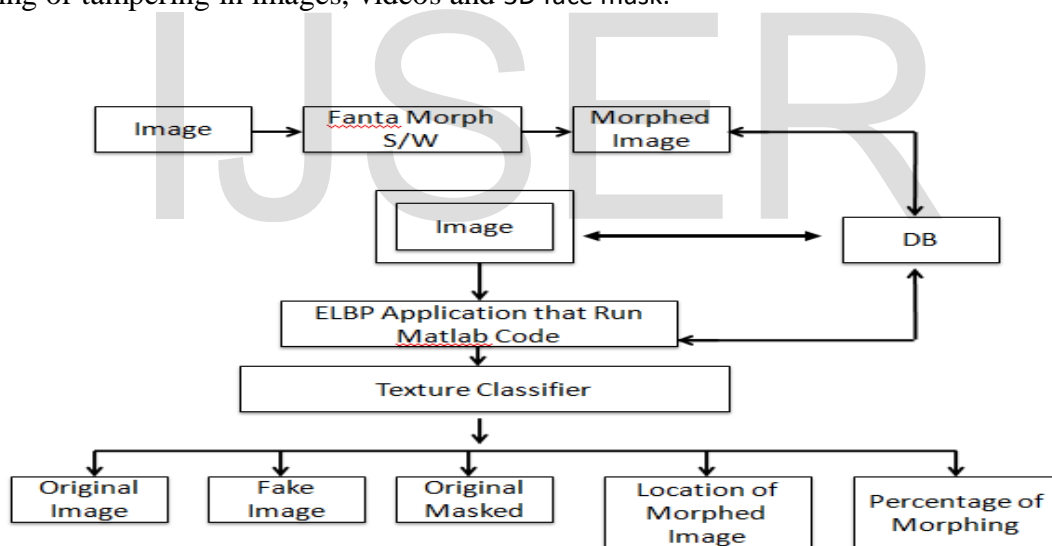 ing or tampering in images, videos and 3D face mask.
IJSER
Image
Fanta Morph
S/W
Morphed
Image
Image
DB
ELBP Application that Run
Matlab Code
Texture Classifier
Original
Image
Fake
Image
Original
Masked
Location of
Morphed
Image
Percentage of
Morphing